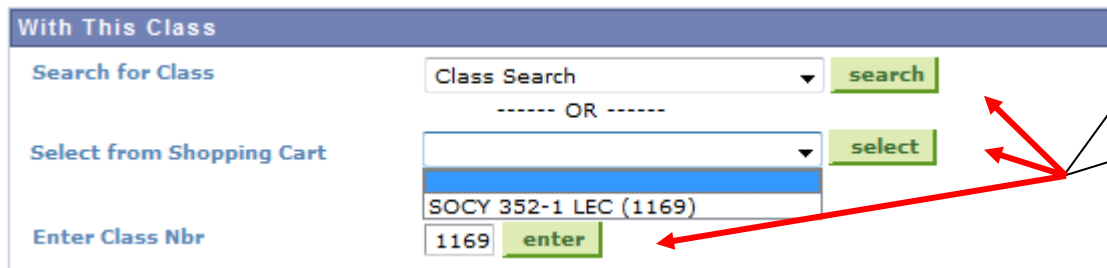 With This Class
Search for Class Class Search search
------ OR ------
Select from Shopping Cart select
SOCY 352-1 LEC (1169)
Enter Class Nbr 1169 enter